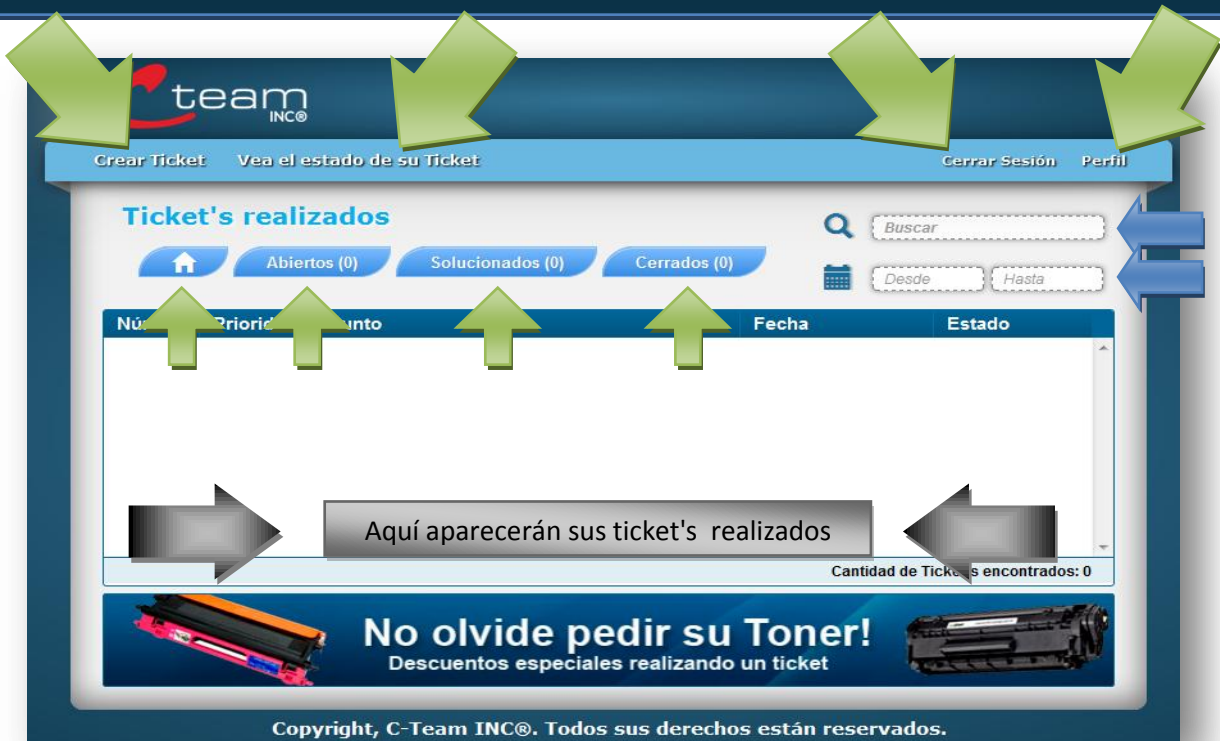 team
INC®
Crear Ticket Vea el estado de su Ticket Cerrar Sesión Perfil
Ticket's realizados
Buscar
Abiertos (0) Solucionados (0) Cerrados (0)
Desde Hasta
Fecha Estado
Aquí aparecerán sus ticket's realizados
Cantidad de encontrados: 0
No olvide pedir su Toner!
Descuentos especiales realizando un ticket
Copyright, C-Team INC®. Todos sus derechos están reservados.